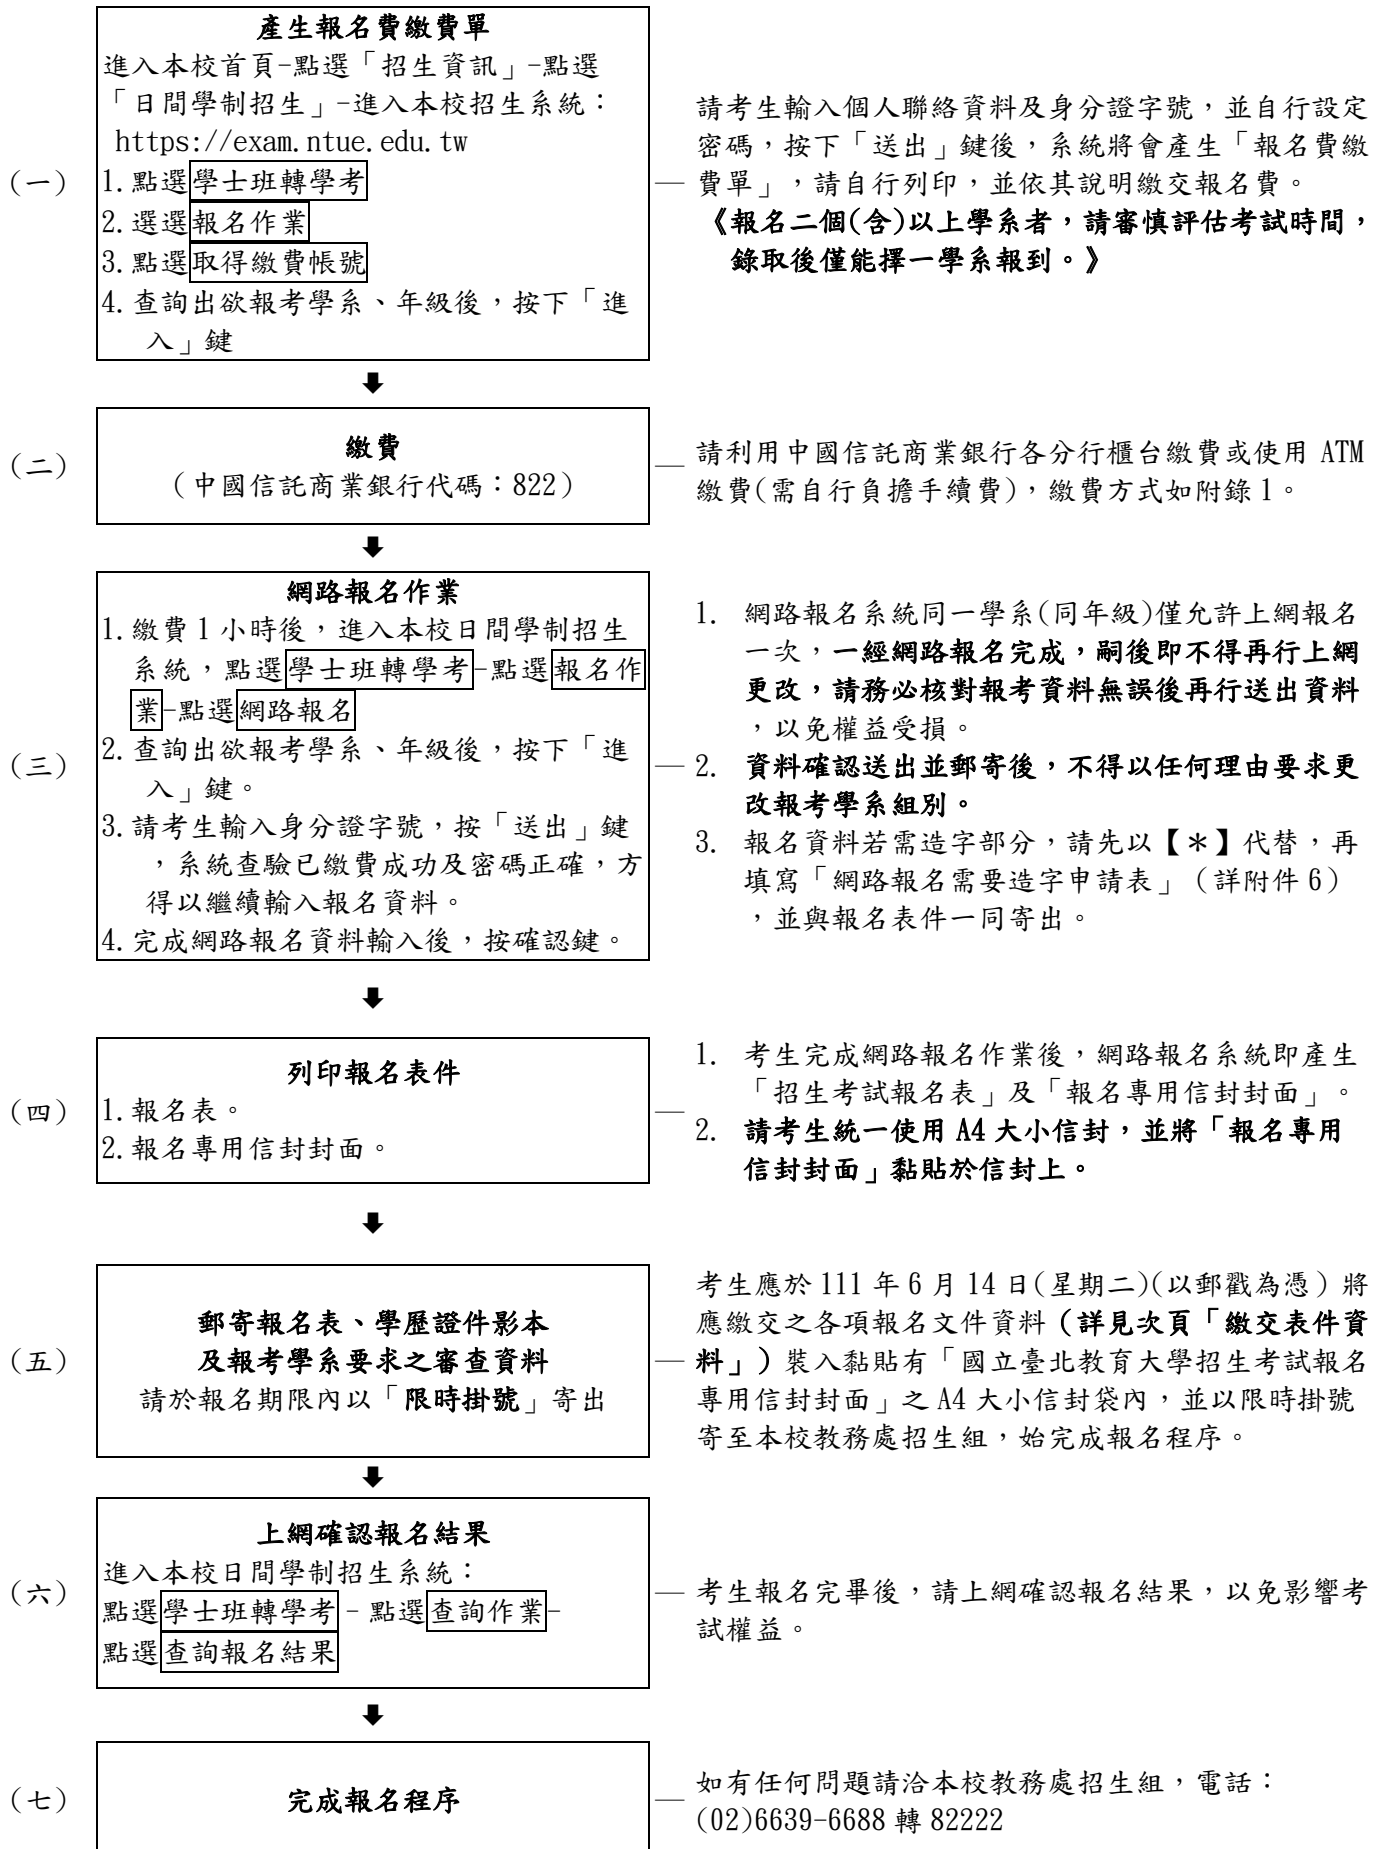 產生報名費繳費單
進入本校首頁-點選「招生資訊」-點選
「日間學制招生」-進入本校招生系統：
https://exam.ntue.edu.tw
(一)
1.點選學士班轉學考
2.選選報名作業
3.點選取得繳費帳號
4.查詢出欲報考學系、年級後，按下「進
入」鍵
請考生輸入個人聯絡資料及身分證字號，並自行設定
密碼，按下「送出」鍵後，系統將會產生「報名費繳
— 費單」，請自行列印，並依其說明繳交報名費。
《報名二個(含)以上學系者，請審慎評估考試時間，
錄取後僅能擇一學系報到。》
⬇
(二)
繳費
（中國信託商業銀行代碼：822）
— 請利用中國信託商業銀行各分行櫃台繳費或使用 ATM
繳費(需自行負擔手續費)，繳費方式如附錄 1。
⬇
(三)
網路報名作業
1.繳費 1 小時後，進入本校日間學制招生
系統，點選學士班轉學考-點選報名作
業-點選網路報名
2.查詢出欲報考學系、年級後，按下「進
入」鍵。
3.請考生輸入身分證字號，按「送出」鍵
，系統查驗已繳費成功及密碼正確，方
得以繼續輸入報名資料。
4.完成網路報名資料輸入後，按確認鍵。
1. 網路報名系統同一學系(同年級)僅允許上網報名
一次，一經網路報名完成，嗣後即不得再行上網
更改，請務必核對報考資料無誤後再行送出資料
，以免權益受損。
— 2. 資料確認送出並郵寄後，不得以任何理由要求更
改報考學系組別。
3. 報名資料若需造字部分，請先以【＊】代替，再
填寫「網路報名需要造字申請表」（詳附件 6）
，並與報名表件一同寄出。
⬇
(四)
列印報名表件
1.報名表。
2.報名專用信封封面。
1. 考生完成網路報名作業後，網路報名系統即產生
「招生考試報名表」及「報名專用信封封面」。
— 2. 請考生統一使用 A4 大小信封，並將「報名專用
信封封面」黏貼於信封上。
⬇
(五)
郵寄報名表、學歷證件影本
及報考學系要求之審查資料
請於報名期限內以「限時掛號」寄出
考生應於 111 年 6 月 14 日(星期二)(以郵戳為憑）將
應繳交之各項報名文件資料（詳見次頁「繳交表件資
— 料」）裝入黏貼有「國立臺北教育大學招生考試報名
專用信封封面」之 A4 大小信封袋內，並以限時掛號
寄至本校教務處招生組，始完成報名程序。
⬇
(六)
上網確認報名結果
進入本校日間學制招生系統：
點選學士班轉學考 - 點選查詢作業-
點選查詢報名結果
— 考生報名完畢後，請上網確認報名結果，以免影響考
試權益。
⬇
(七)
完成報名程序
— 如有任何問題請洽本校教務處招生組，電話：
(02)6639-6688 轉 82222